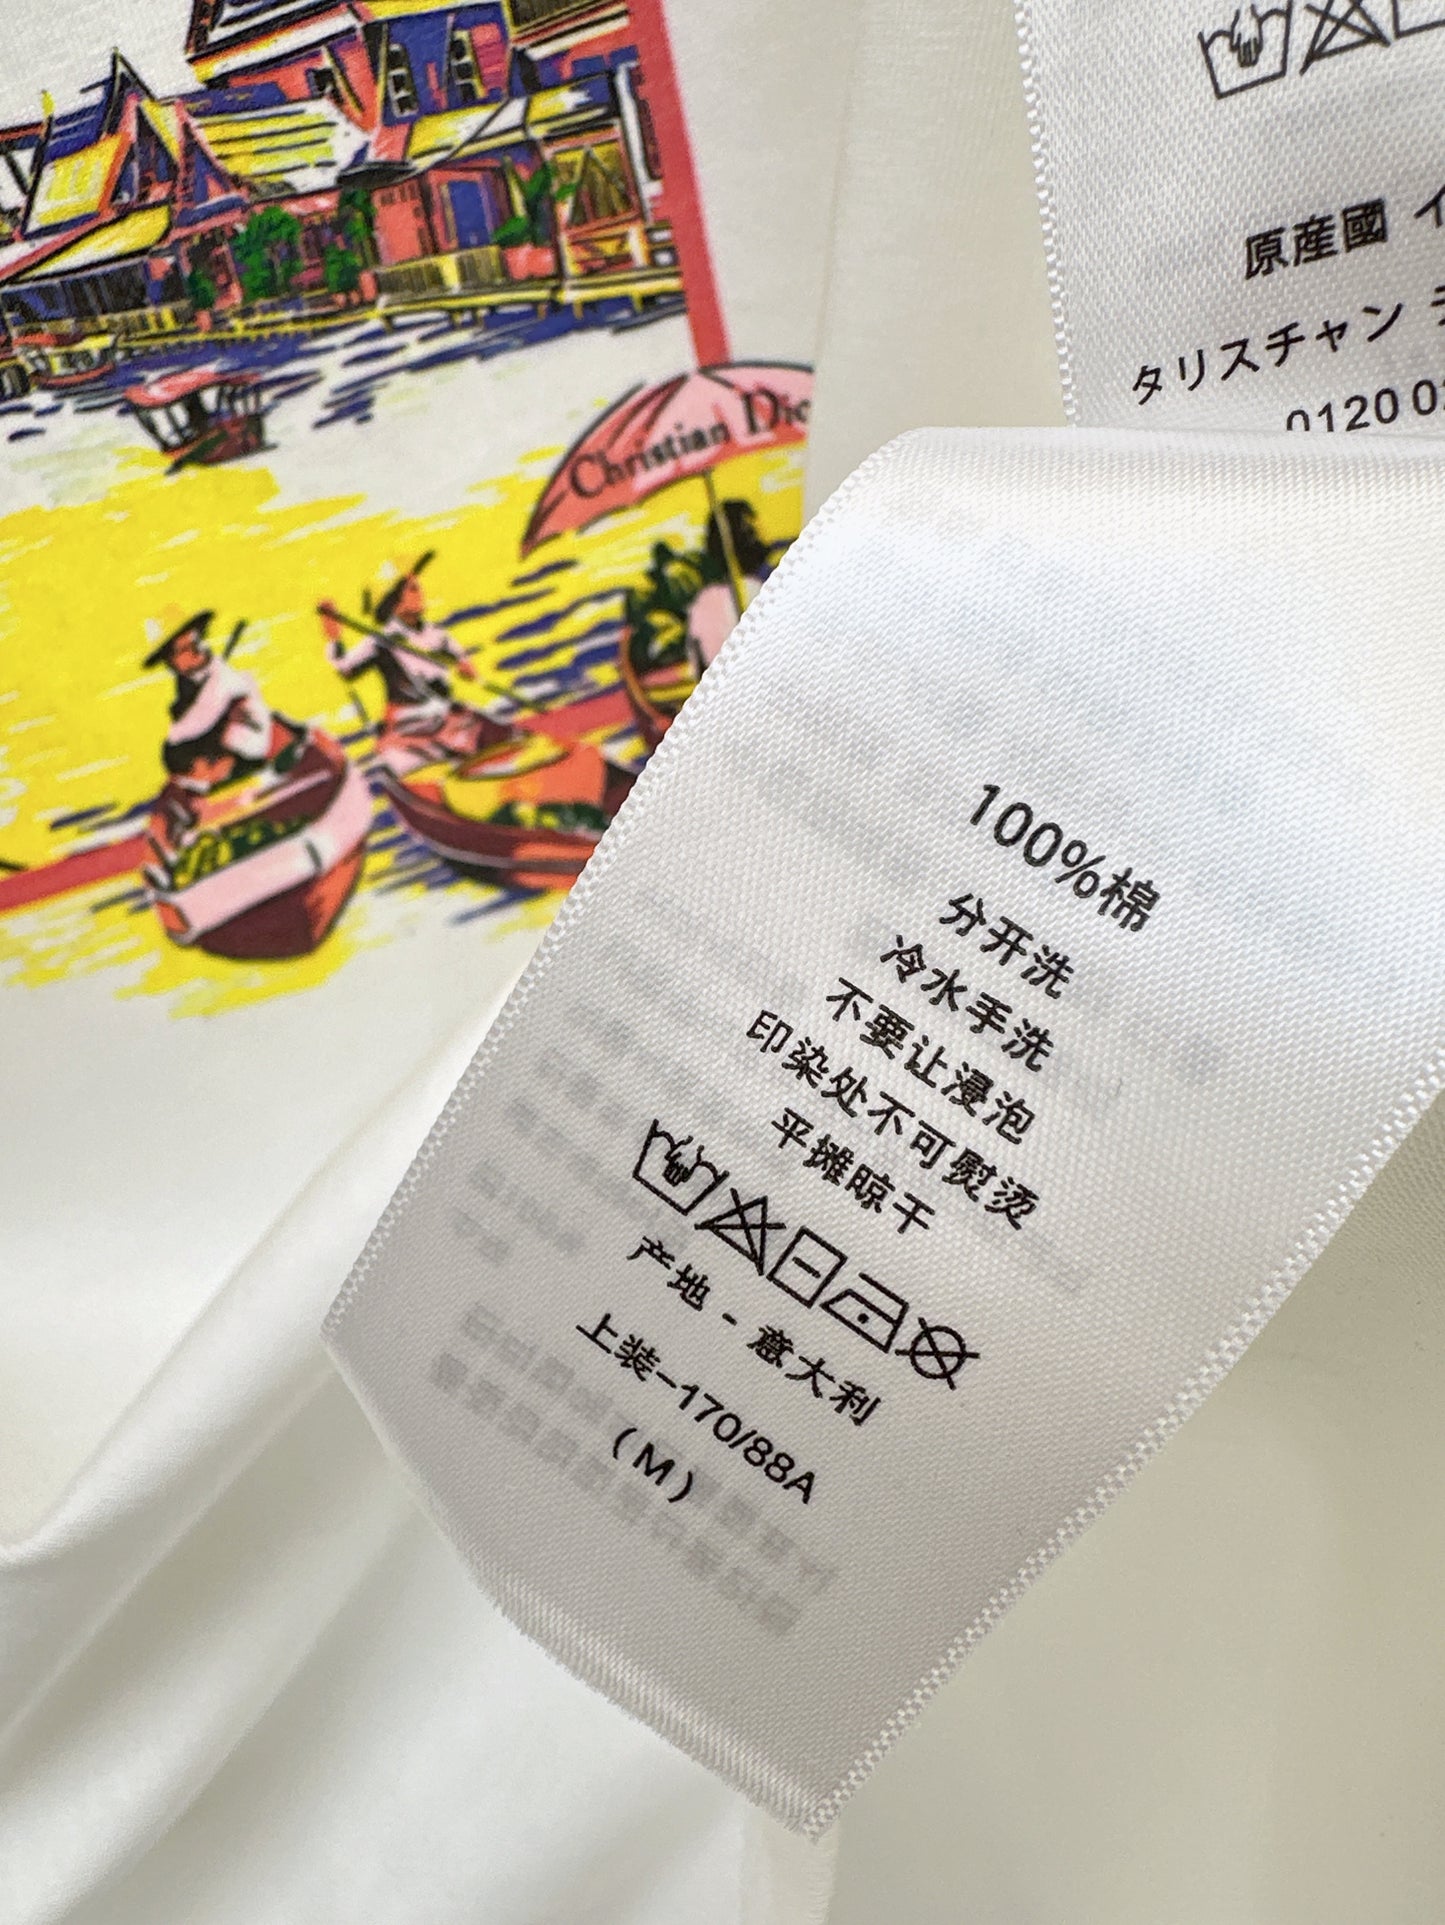 原産國 イ
タリスチャン デ
0120 02
Christian Dio
100%棉
分开洗
冷水手洗
不要让浸泡
印染处不可熨烫
平摊晾干
产地 - 意大利
上装-170/88A
(M)